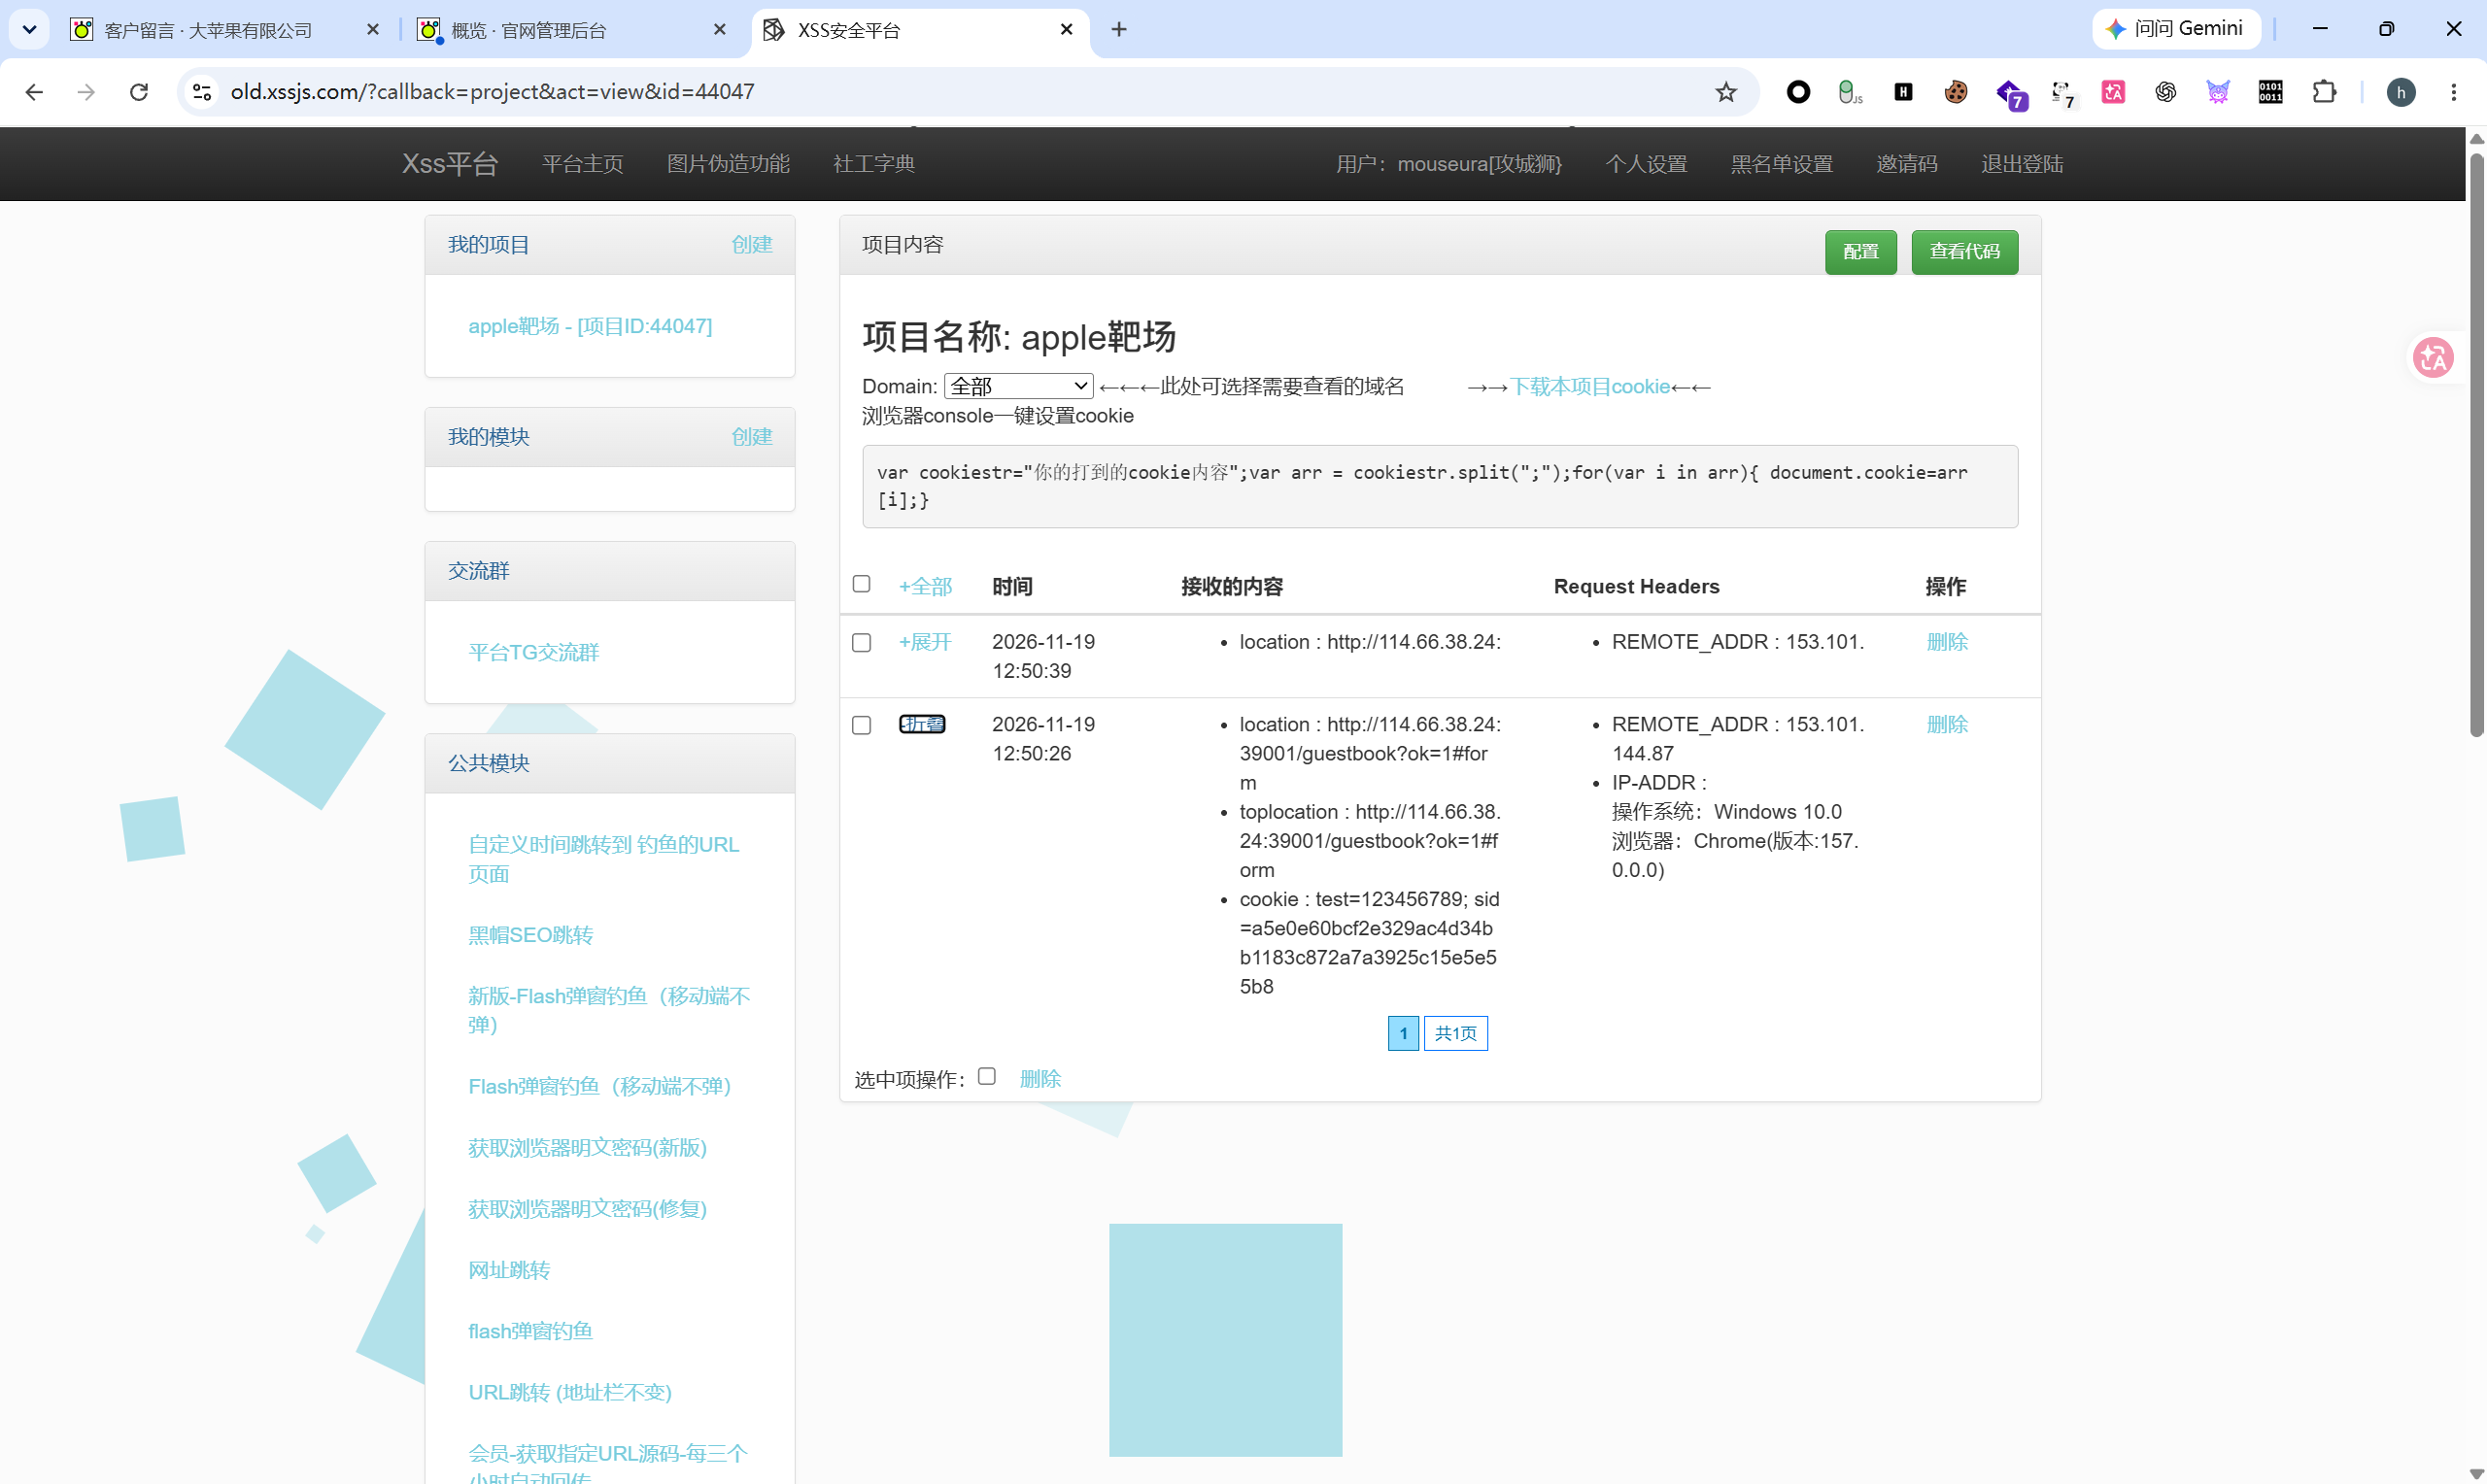 客户留言 · 大苹果有限公司
概览 · 官网管理后台
XSS安全平台
问问 Gemini
old.xssjs.com/?callback=project&act=view&id=44047
JS
H
7
7
0101
0011
h
Xss平台
平台主页
图片伪造功能
社工字典
用户：mouseura[攻城狮}
个人设置
黑名单设置
邀请码
退出登陆
我的项目
创建
apple靶场 - [项目ID:44047]
我的模块
创建
交流群
平台TG交流群
公共模块
自定义时间跳转到 钓鱼的URL
页面
黑帽SEO跳转
新版-Flash弹窗钓鱼（移动端不
弹）
Flash弹窗钓鱼（移动端不弹）
获取浏览器明文密码(新版)
获取浏览器明文密码(修复)
网址跳转
flash弹窗钓鱼
URL跳转 (地址栏不变)
会员-获取指定URL源码-每三个
小时自动回传
项目内容
配置
查看代码
项目名称: apple靶场
Domain: 全部 ←←←此处可选择需要查看的域名 →→下载本项目cookie←←
浏览器console一键设置cookie
var cookiestr="你的打到的cookie内容";var arr = cookiestr.split(";");for(var i in arr){ document.cookie=arr
[i];}
+全部 时间 接收的内容 Request Headers 操作
+展开
2026-11-19
12:50:39
location : http://114.66.38.24:
REMOTE_ADDR : 153.101.
删除
-折叠
2026-11-19
12:50:26
location : http://114.66.38.24:
39001/guestbook?ok=1#for
m
toplocation : http://114.66.38.
24:39001/guestbook?ok=1#f
orm
cookie : test=123456789; sid
=a5e0e60bcf2e329ac4d34b
b1183c872a7a3925c15e5e5
5b8
REMOTE_ADDR : 153.101.
144.87
IP-ADDR :
操作系统：Windows 10.0
浏览器：Chrome(版本:157.
0.0.0)
删除
1 共1页
选中项操作： 删除